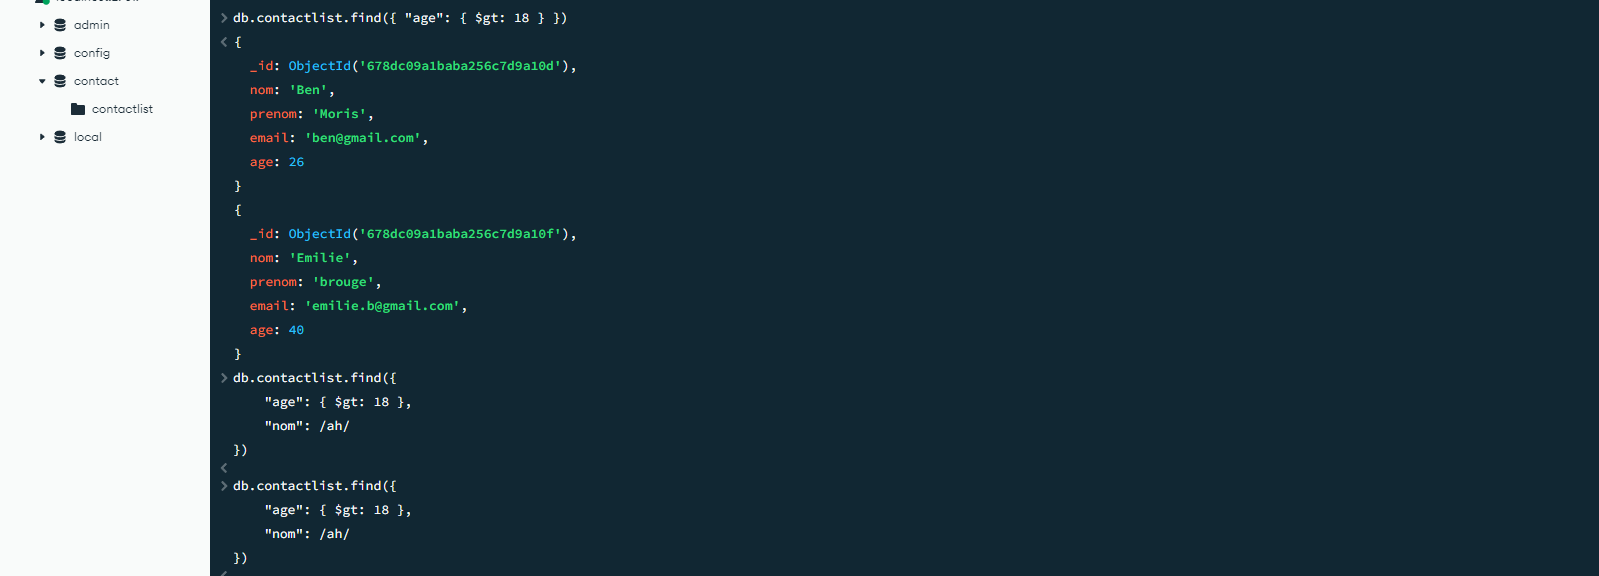 admin
config
contact
contactlist
local
> db.contactlist.find({ "age": { $gt: 18 } })
< {
_id: ObjectId('678dc09a1baba256c7d9a10d'),
nom: 'Ben',
prenom: 'Moris',
email: 'ben@gmail.com',
age: 26
}
{
_id: ObjectId('678dc09a1baba256c7d9a10f'),
nom: 'Emilie',
prenom: 'brouge',
email: 'emilie.b@gmail.com',
age: 40
}
> db.contactlist.find({
"age": { $gt: 18 },
"nom": /ah/
})
<
> db.contactlist.find({
"age": { $gt: 18 },
"nom": /ah/
})